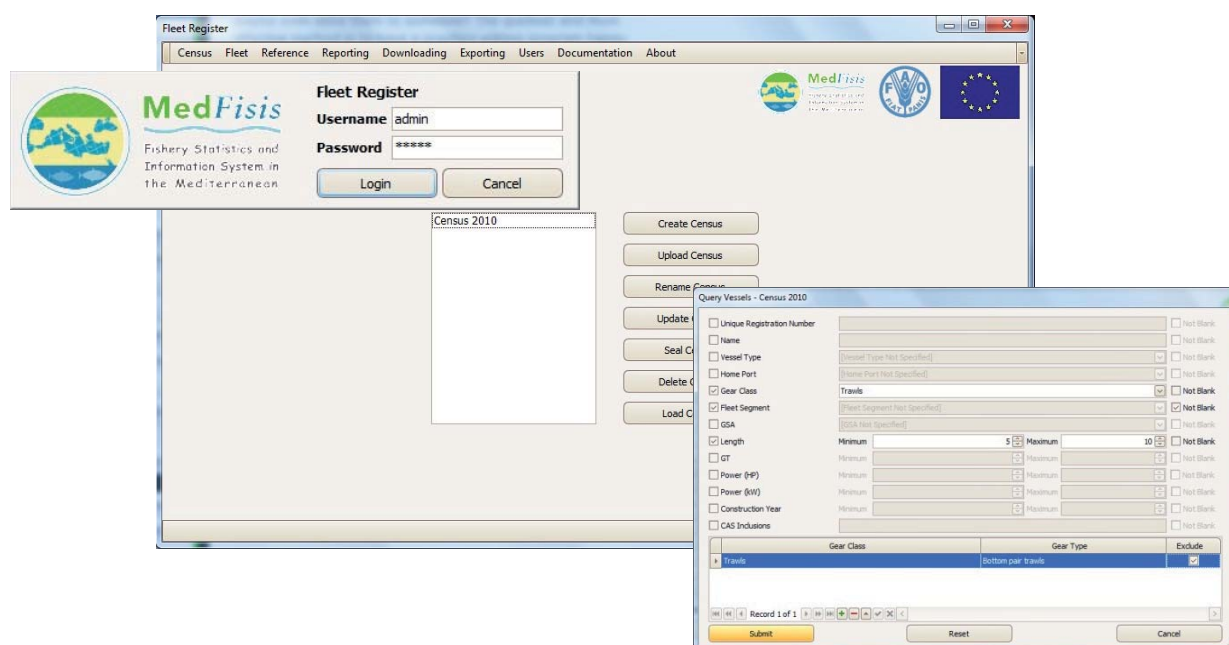 Fleet Register
Census Fleet Reference Reporting Downloading Exporting Users Documentation About
MedFisis
Fishery Statistics and
Information System in
the Mediterranean
Fleet Register
Username admin
Password *****
Login Cancel
MedFisis
FAO
FIAT PANIS
Census 2010
Create Census
Upload Census
Rename Census
Update
Seal
Delete
Load
Query Vessels - Census 2010
Unique Registration Number Not Blank
Name Not Blank
Vessel Type [Vessel Type Not Specified] Not Blank
Home Port [Home Port Not Specified] Not Blank
Gear Class Trawls Not Blank
Fleet Segment [Fleet Segment Not Specified] Not Blank
GSA [GSA Not Specified] Not Blank
Length Minimum 5 Maximum 10 Not Blank
GT Minimum Maximum Not Blank
Power (HP) Minimum Maximum Not Blank
Power (kW) Minimum Maximum Not Blank
Construction Year Minimum Maximum Not Blank
CAS Inclusions Not Blank
Gear Class Gear Type Exclude
Trawls Bottom pair trawls
Record 1 of 1
Submit Reset Cancel